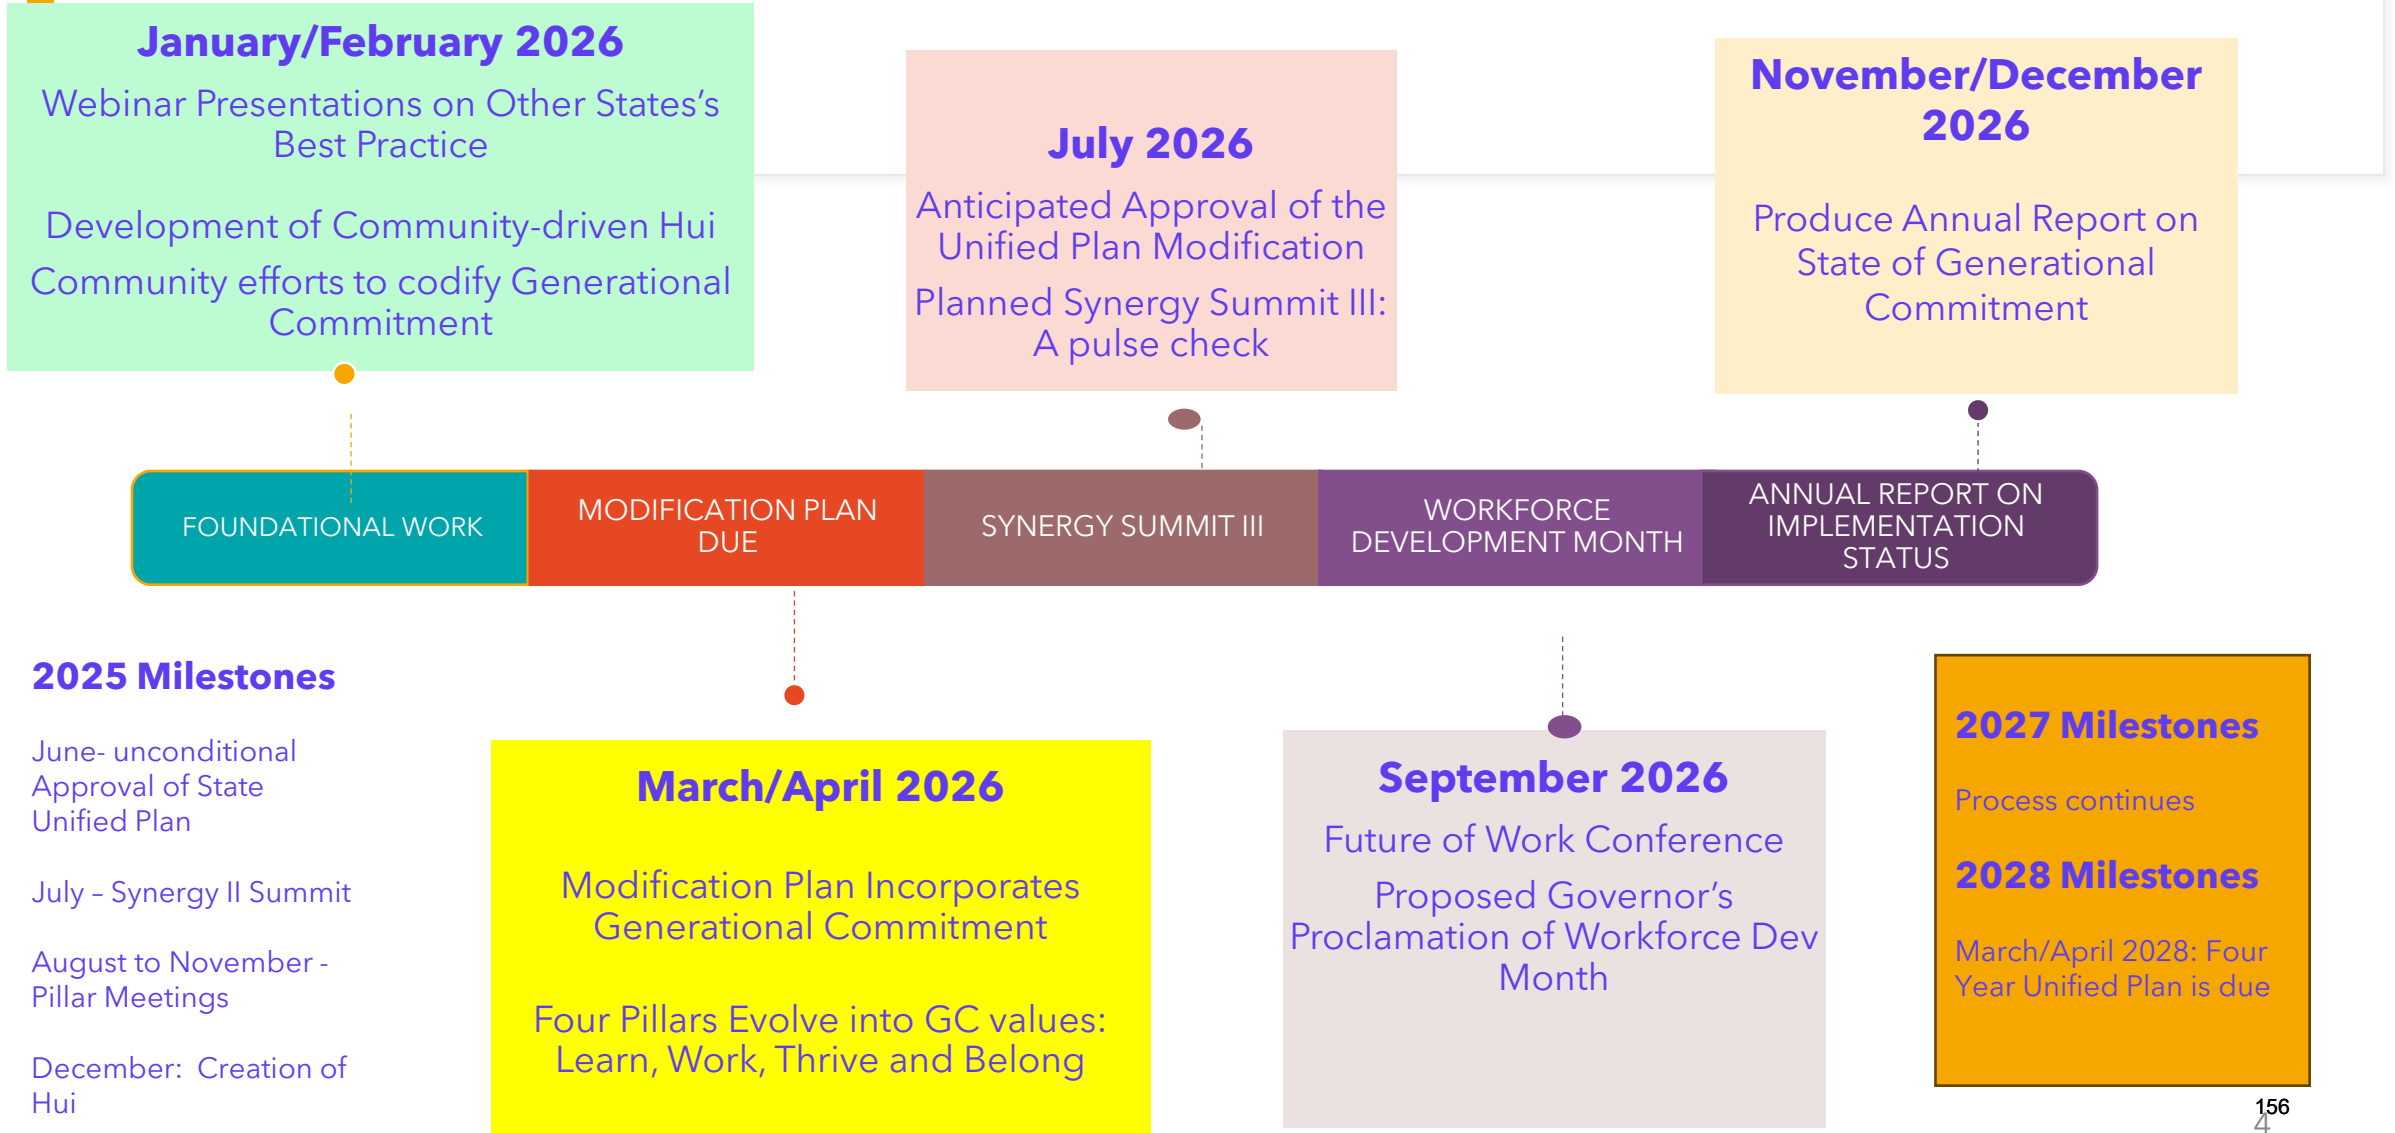 January/February 2026
Webinar Presentations on Other States’s
Best Practice
Development of Community-driven Hui
Community efforts to codify Generational
Commitment
July 2026
Anticipated Approval of the
Unified Plan Modification
Planned Synergy Summit III:
A pulse check
November/December
2026
Produce Annual Report on
State of Generational
Commitment
FOUNDATIONAL WORK
MODIFICATION PLAN
DUE
SYNERGY SUMMIT III
WORKFORCE
DEVELOPMENT MONTH
ANNUAL REPORT ON
IMPLEMENTATION
STATUS
2025 Milestones
June- unconditional
Approval of State
Unified Plan
July – Synergy II Summit
August to November -
Pillar Meetings
December:  Creation of
Hui
March/April 2026
Modification Plan Incorporates
Generational Commitment
Four Pillars Evolve into GC values:
Learn, Work, Thrive and Belong
September 2026
Future of Work Conference
Proposed Governor’s
Proclamation of Workforce Dev
Month
2027 Milestones
Process continues
2028 Milestones
March/April 2028: Four
Year Unified Plan is due
156
4